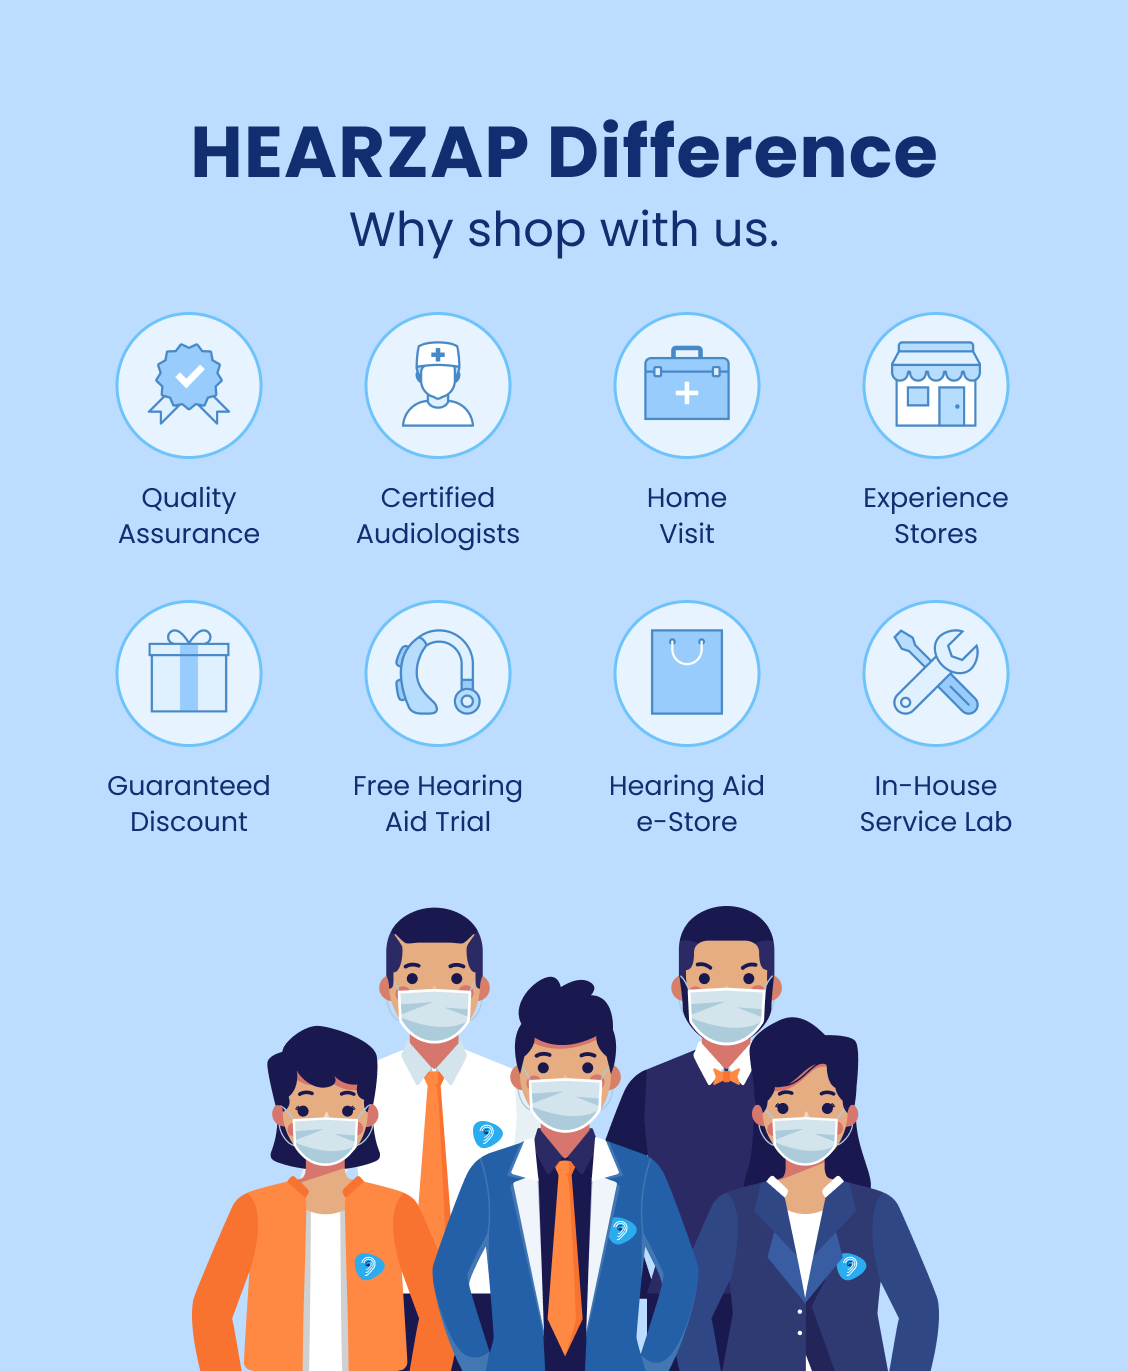 HEARZAP Difference
Why shop with us.
Quality
Assurance
Certified
Audiologists
Home
Visit
Experience
Stores
Guaranteed
Discount
Free Hearing
Aid Trial
Hearing Aid
e-Store
In-House
Service Lab